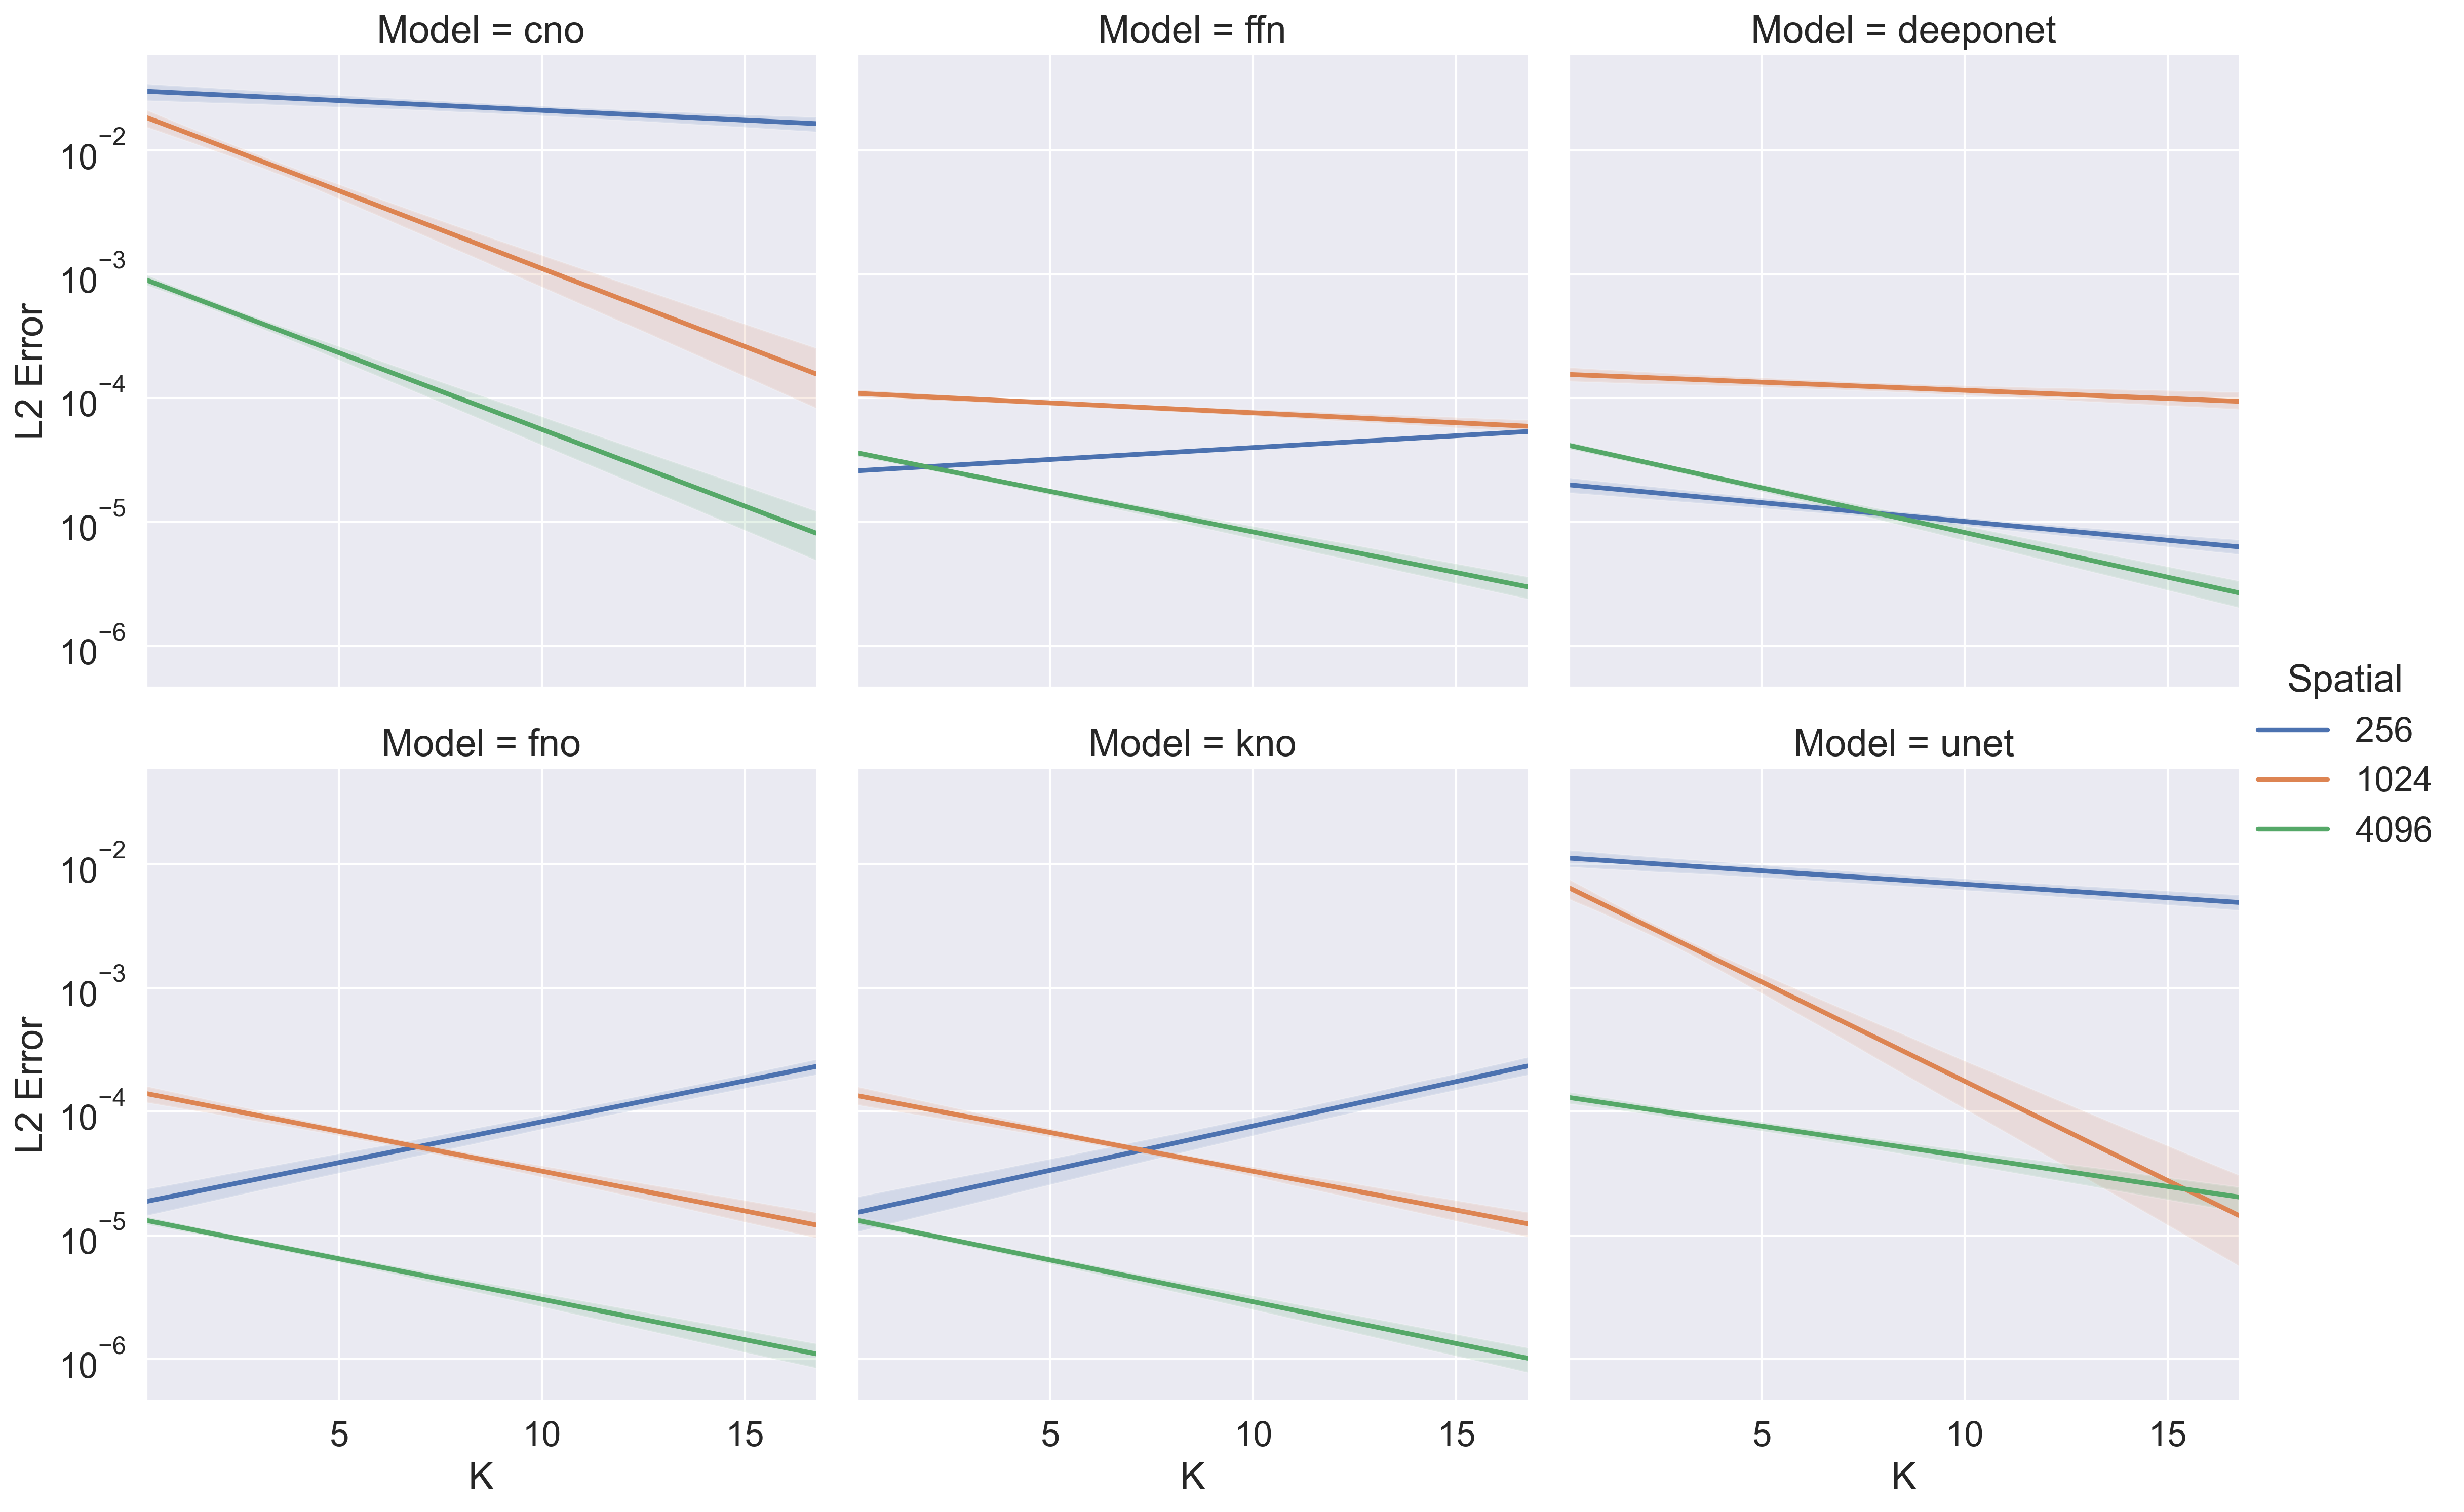 Model = cno
Model = ffn
Model = deeponet
L2 Error
10⁻²
10⁻³
10⁻⁴
10⁻⁵
10⁻⁶
Model = fno
Model = kno
Model = unet
L2 Error
10⁻²
10⁻³
10⁻⁴
10⁻⁵
10⁻⁶
5 10 15
5 10 15
5 10 15
K
K
K
Spatial
256
1024
4096